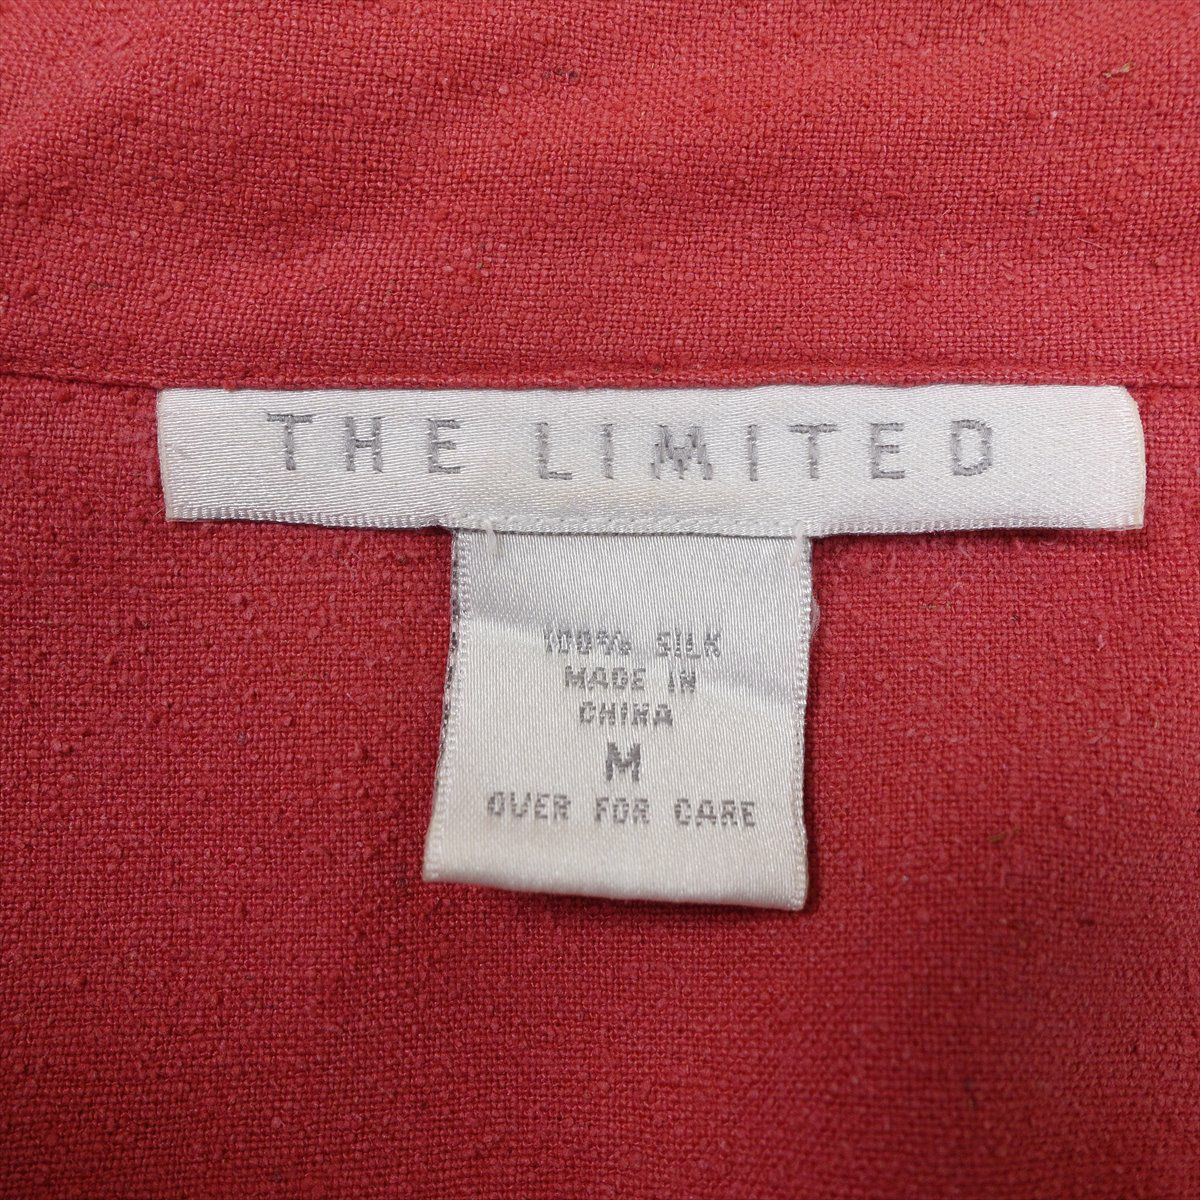 THE LIMITED
100% SILK
MADE IN
CHINA
M
OVER FOR CARE